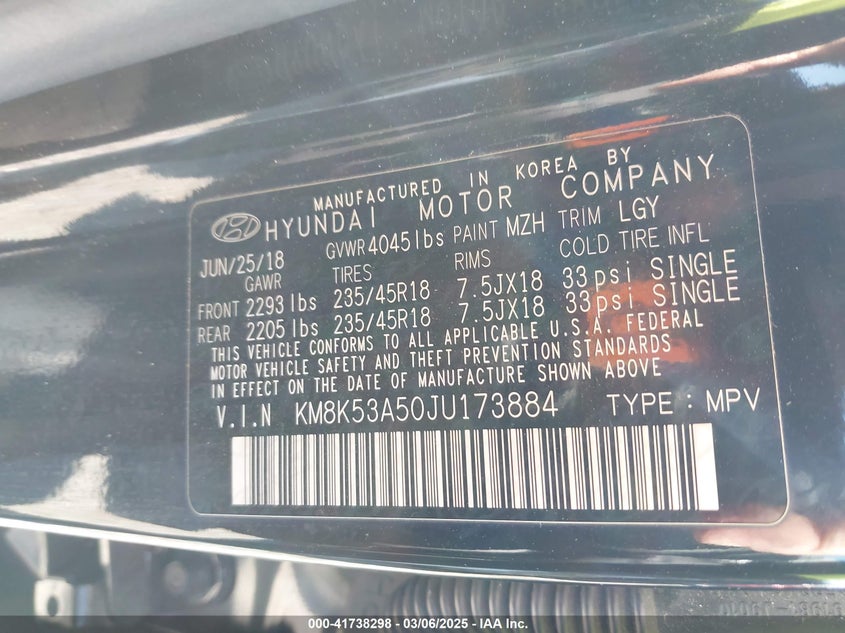 MANUFACTURED IN KOREA BY
HYUNDAI MOTOR COMPANY
JUN/25/18 GVWR 4045 lbs PAINT MZH TRIM LGY
GAWR TIRES RIMS COLD TIRE INFL
FRONT 2293 lbs 235/45R18 7.5JX18 33 psi SINGLE
REAR 2205 lbs 235/45R18 7.5JX18 33 psi SINGLE
THIS VEHICLE CONFORMS TO ALL APPLICABLE U.S.A. FEDERAL
MOTOR VEHICLE SAFETY AND THEFT PREVENTION STANDARDS
IN EFFECT ON THE DATE OF MANUFACTURE SHOWN ABOVE
V.I.N KM8K53A50JU173884 TYPE : MPV
000-41738298 - 03/06/2025 - IAA Inc.